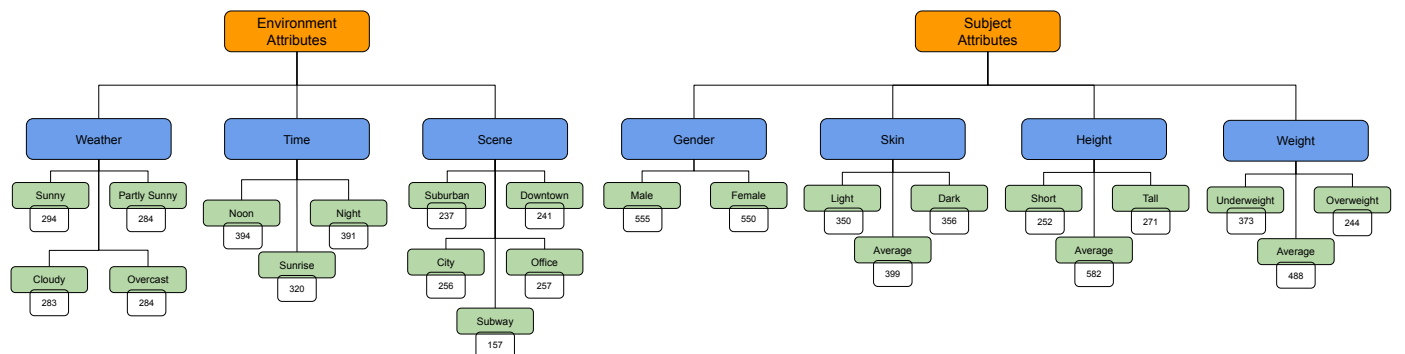 Environment
Attributes
Subject
Attributes
Weather
Time
Scene
Gender
Skin
Height
Weight
Sunny
294
Partly Sunny
284
Cloudy
283
Overcast
284
Noon
394
Night
391
Sunrise
320
Suburban
237
Downtown
241
City
256
Office
257
Subway
157
Male
555
Female
550
Light
350
Dark
356
Average
399
Short
252
Tall
271
Average
582
Underweight
373
Overweight
244
Average
488